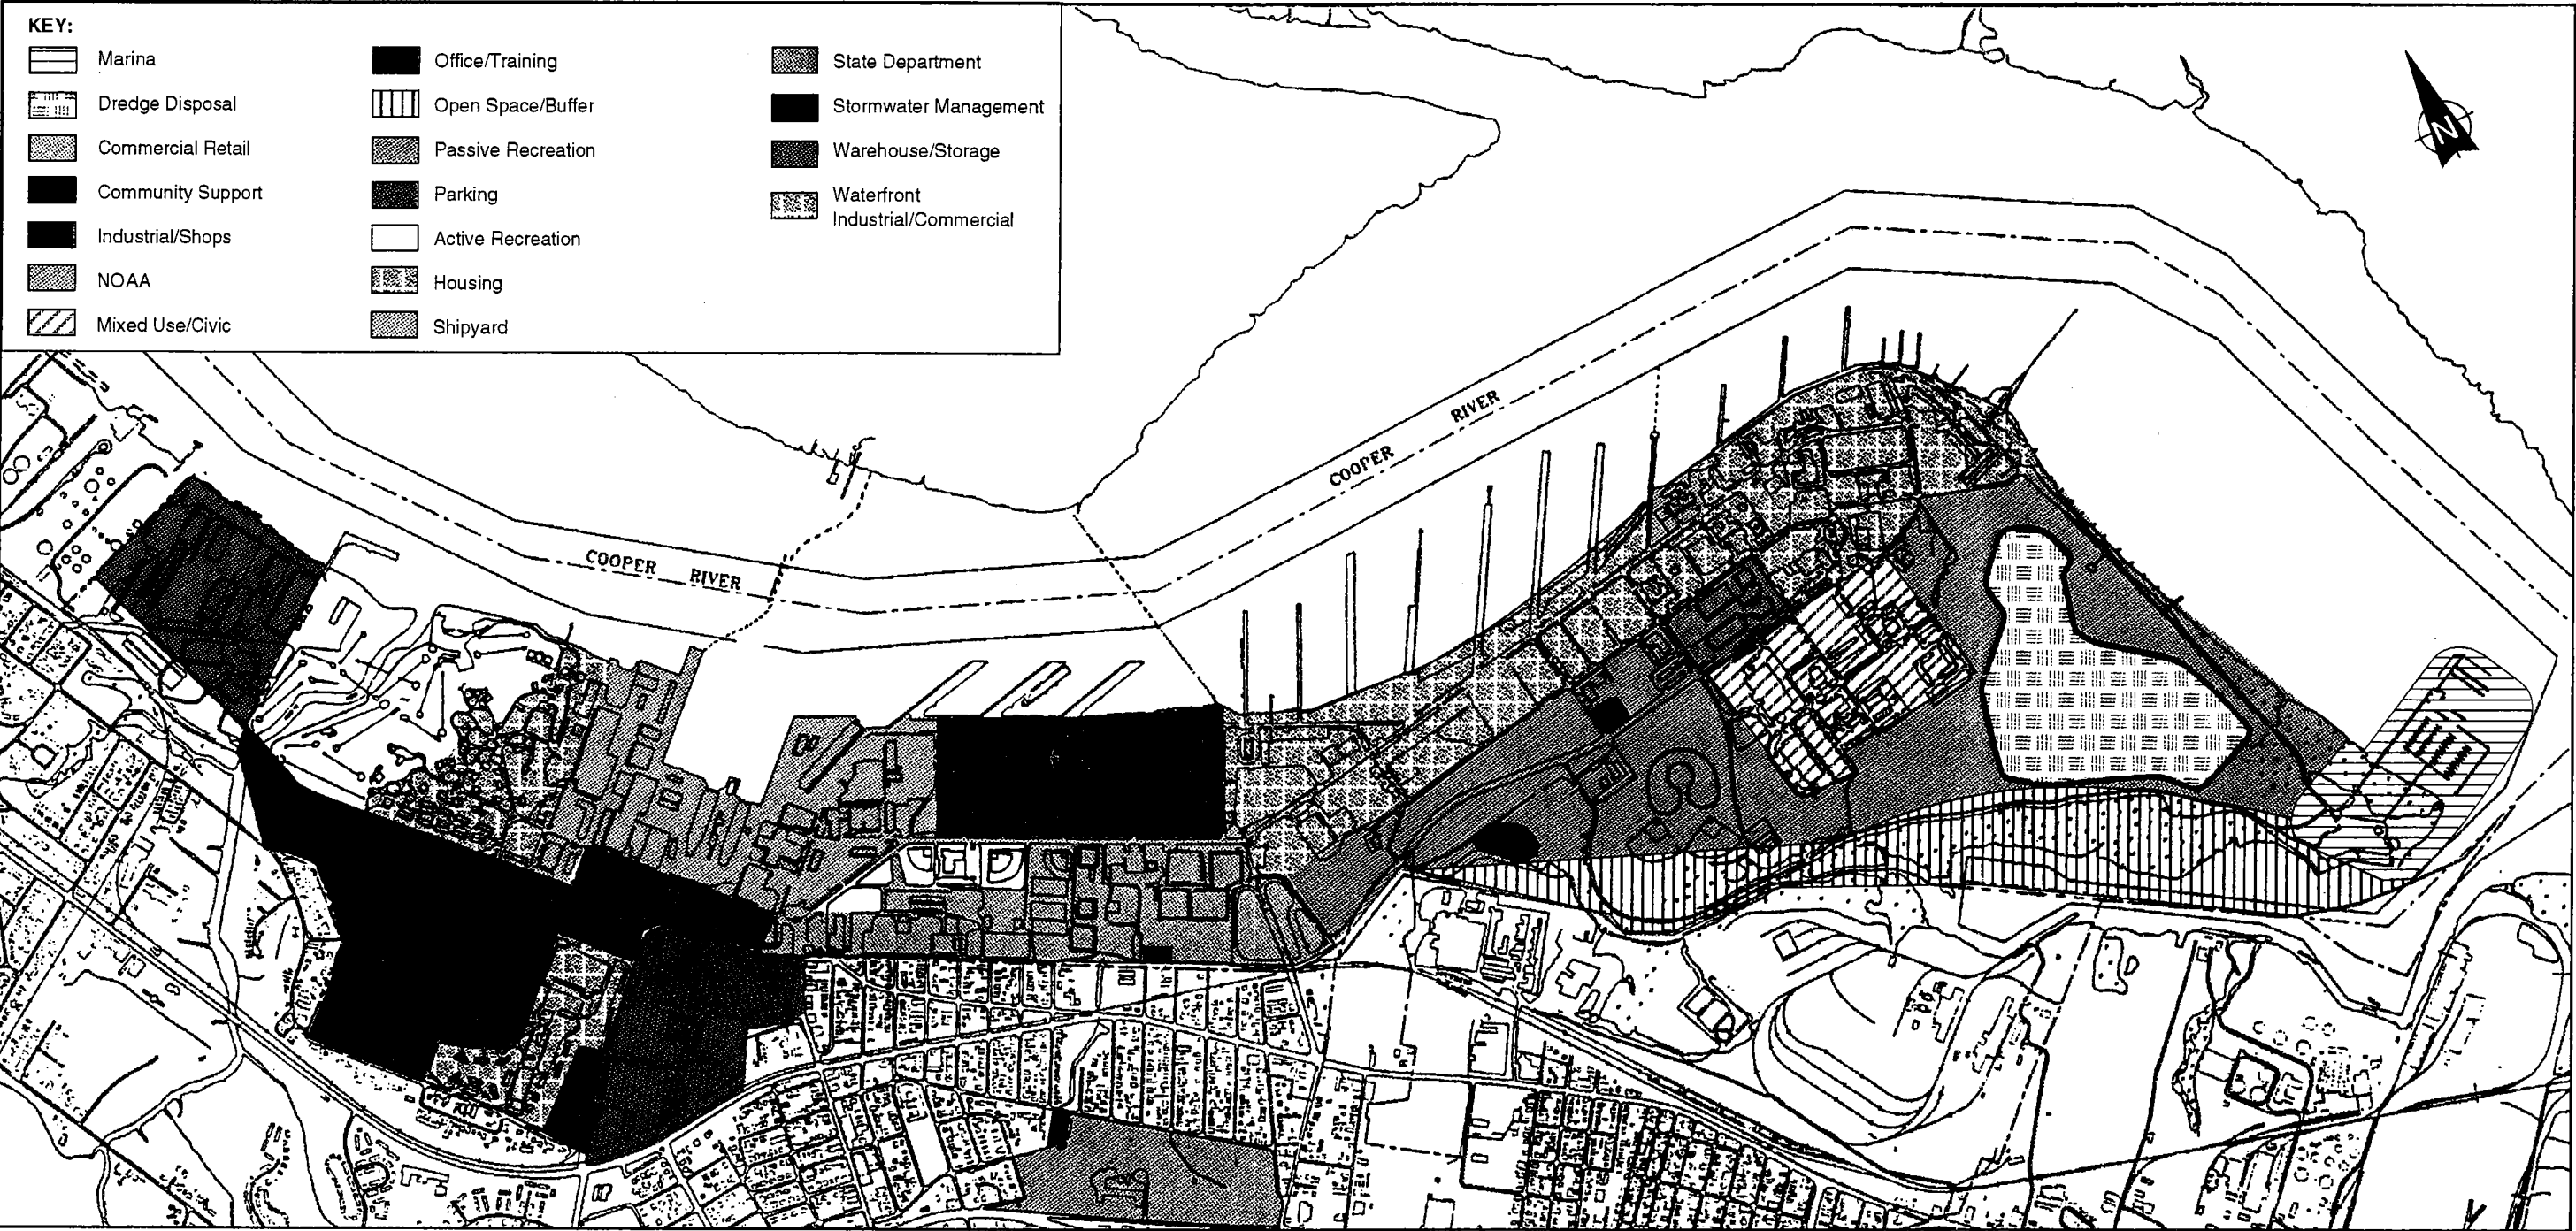 KEY:
Marina
Dredge Disposal
Commercial Retail
Community Support
Industrial/Shops
NOAA
Mixed Use/Civic
Office/Training
Open Space/Buffer
Passive Recreation
Parking
Active Recreation
Housing
Shipyard
State Department
Stormwater Management
Warehouse/Storage
Waterfront
Industrial/Commercial
N
COOPER RIVER
COOPER RIVER